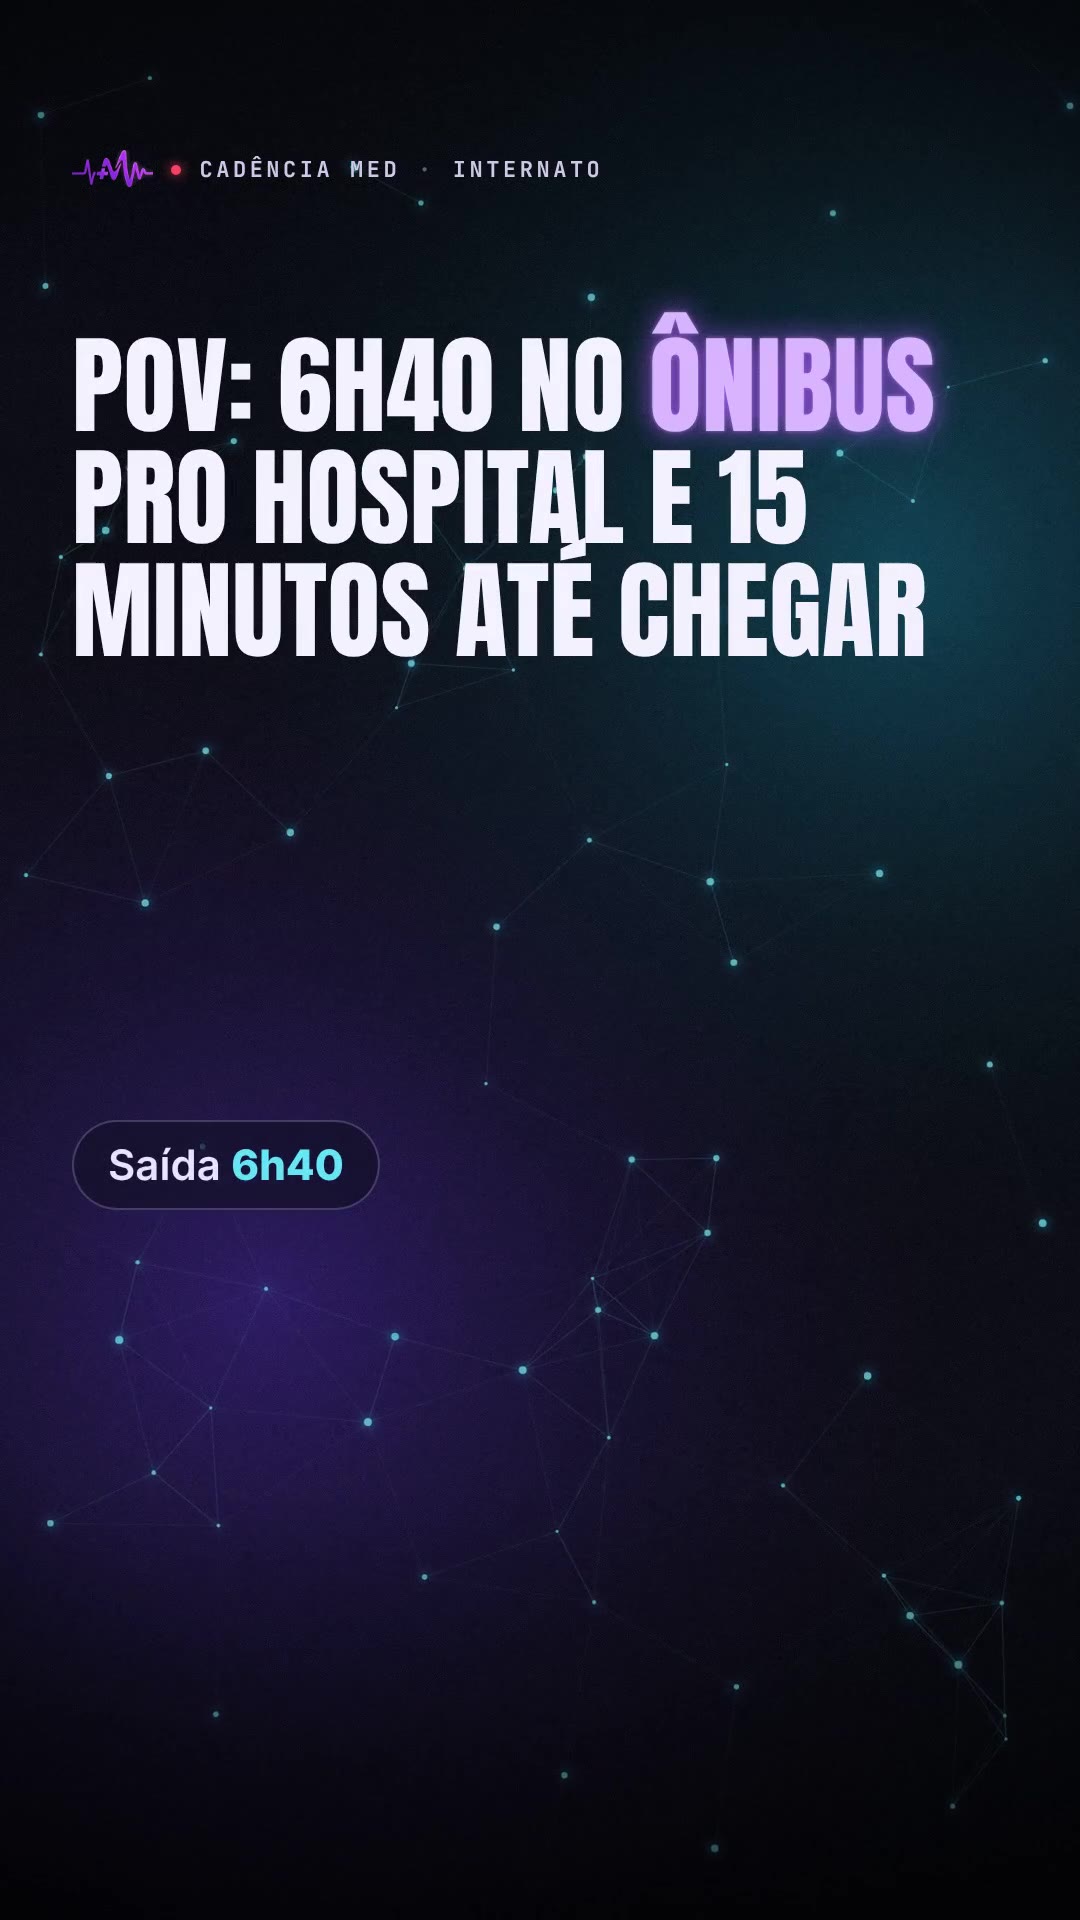 CADÊNCIA MED · INTERNATO
POV: 6H40 NO ÔNIBUS
PRO HOSPITAL E 15
MINUTOS ATÉ CHEGAR
Saída 6h40